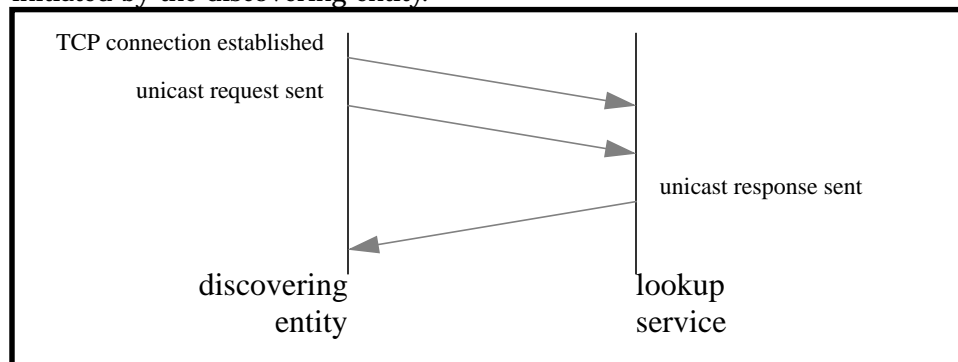 initiated by the discovering entity.
TCP connection established
unicast request sent
unicast response sent
discovering
entity
lookup
service